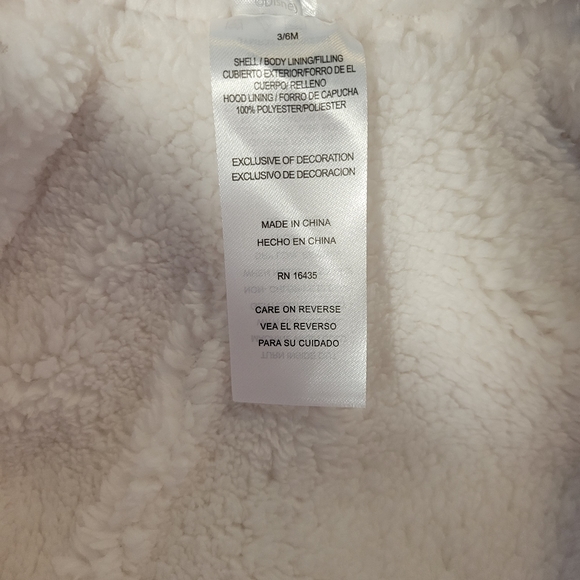 ©Disney
3/6M
SHELL / BODY LINING/FILLING
CUBIERTO EXTERIOR/FORRO DE EL
CUERPO/ RELLENO
HOOD LINING / FORRO DE CAPUCHA
100% POLYESTER/POLIESTER
EXCLUSIVE OF DECORATION
EXCLUSIVO DE DECORACION
MADE IN CHINA
HECHO EN CHINA
RN 16435
CARE ON REVERSE
VEA EL REVERSO
PARA SU CUIDADO